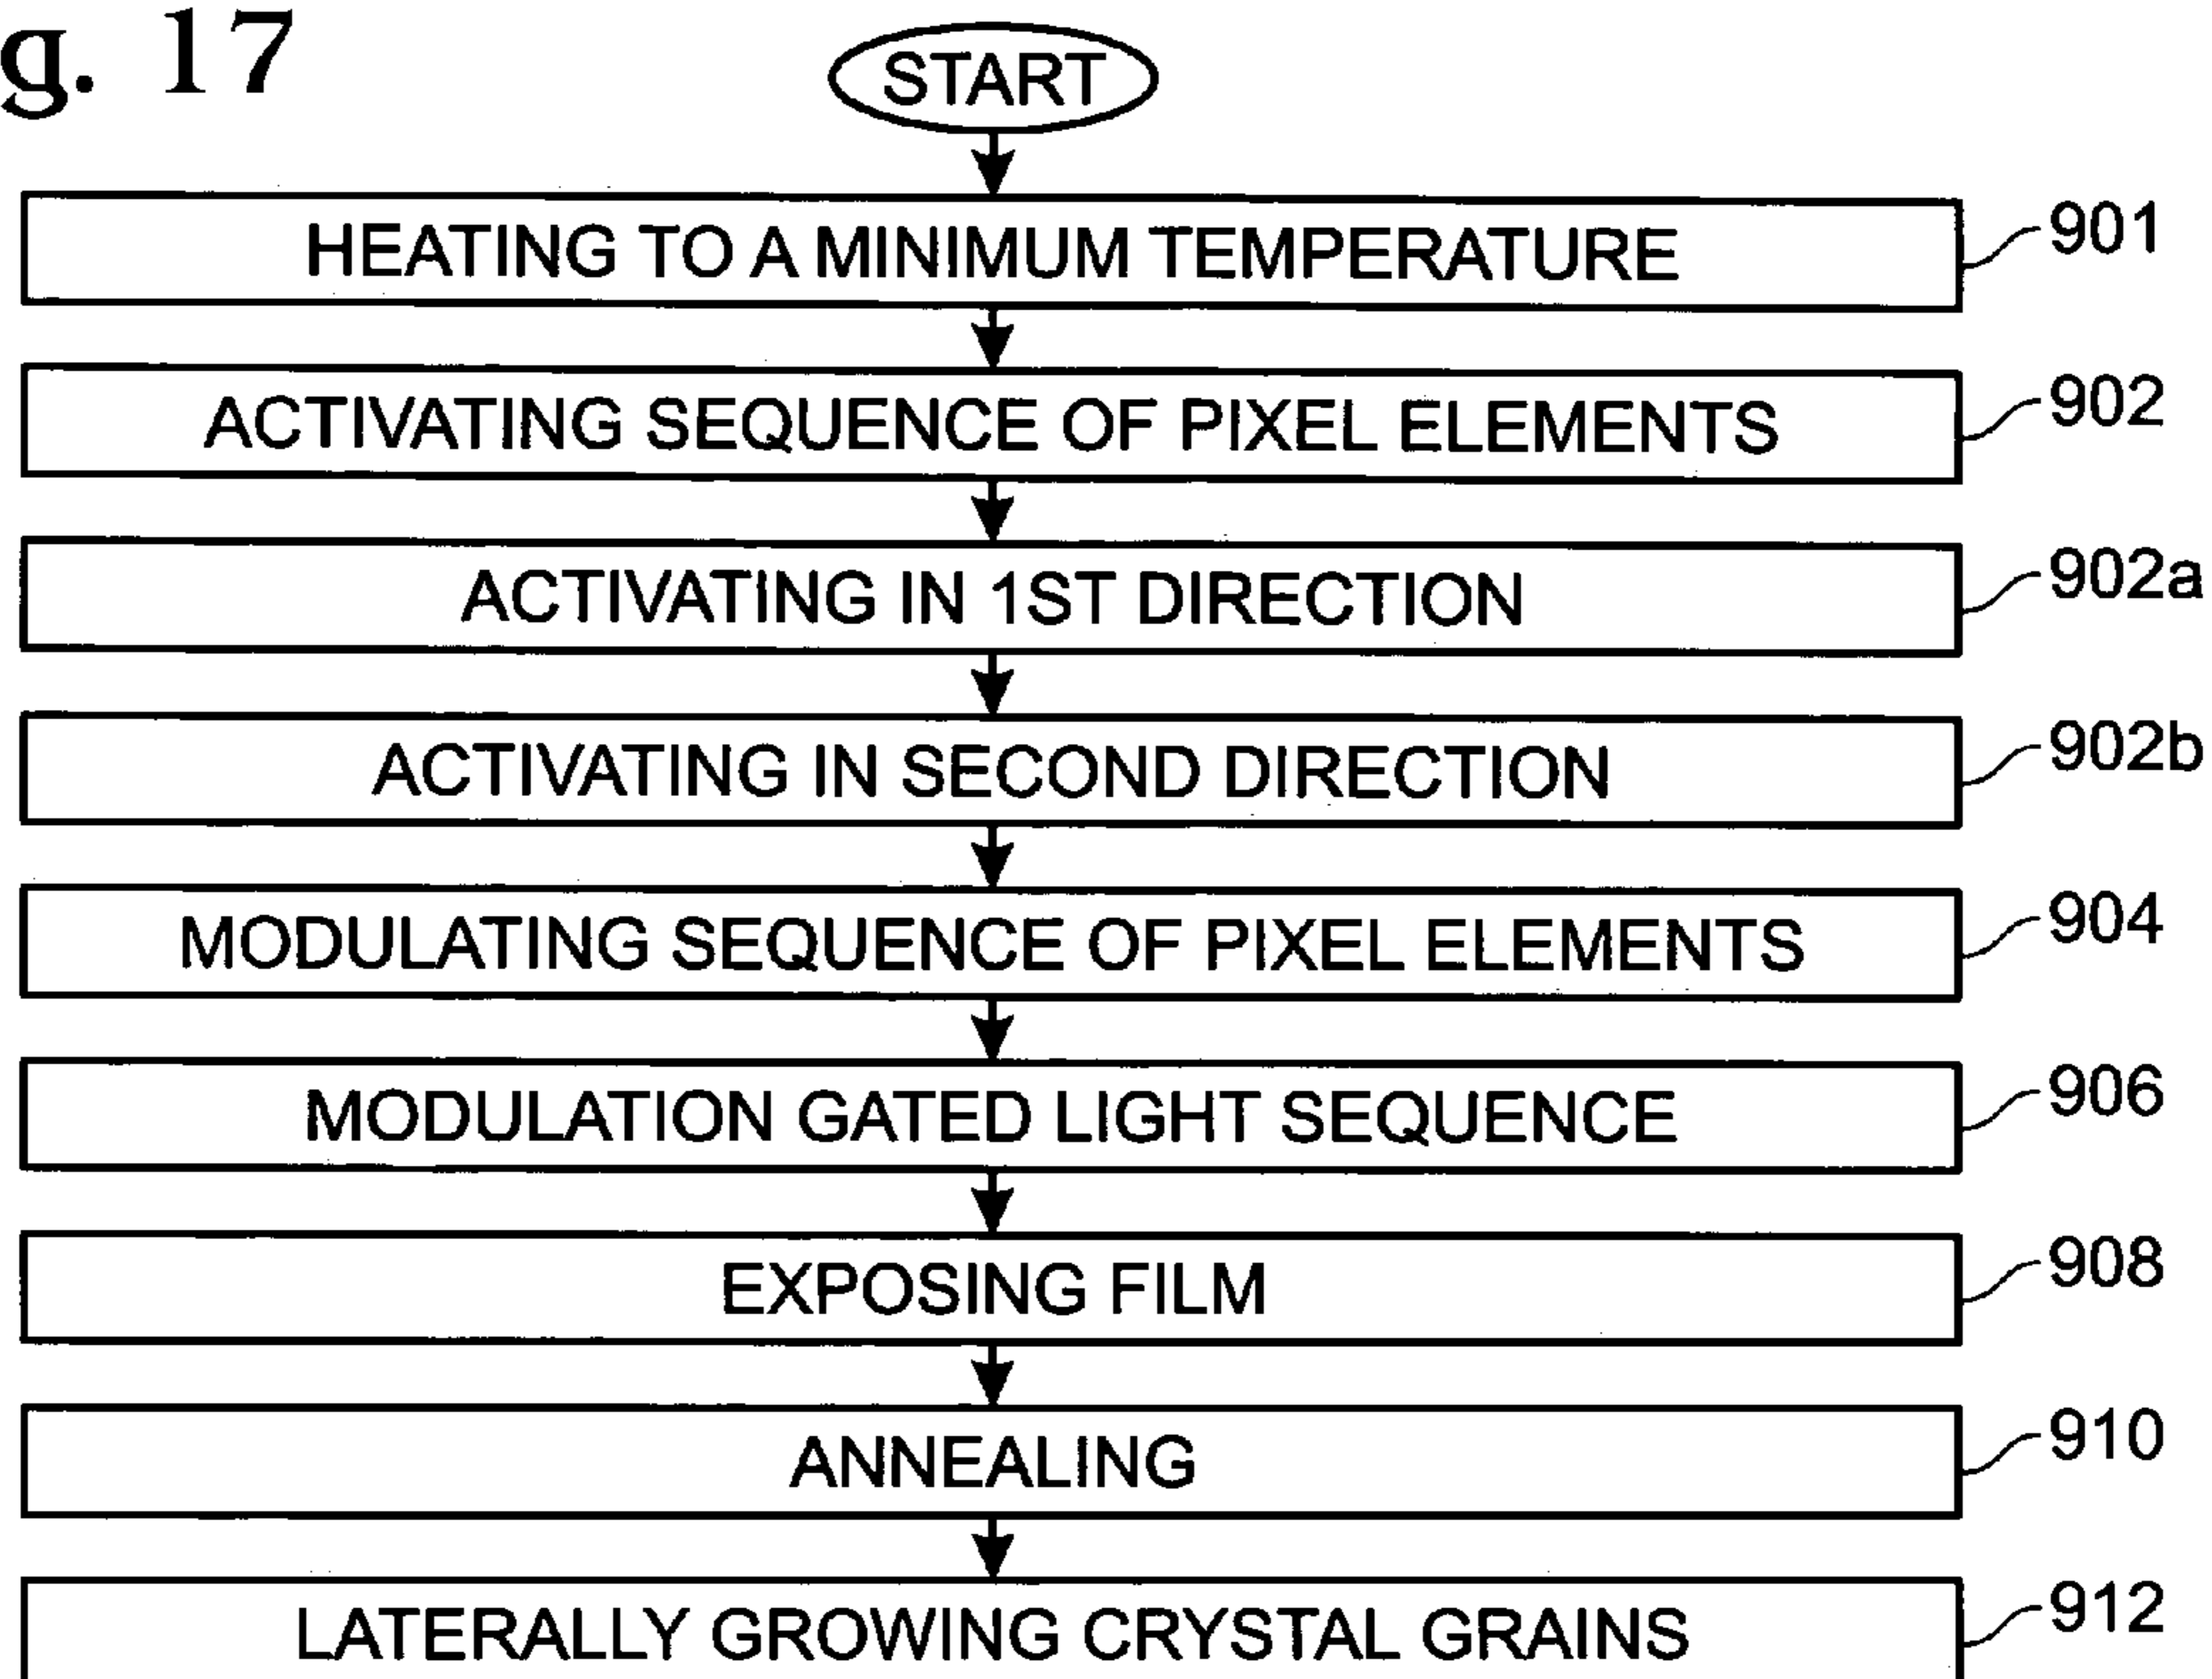 g. 17
START
HEATING TO A MINIMUM TEMPERATURE 901
ACTIVATING SEQUENCE OF PIXEL ELEMENTS 902
ACTIVATING IN 1ST DIRECTION 902a
ACTIVATING IN SECOND DIRECTION 902b
MODULATING SEQUENCE OF PIXEL ELEMENTS 904
MODULATION GATED LIGHT SEQUENCE 906
EXPOSING FILM 908
ANNEALING 910
LATERALLY GROWING CRYSTAL GRAINS 912